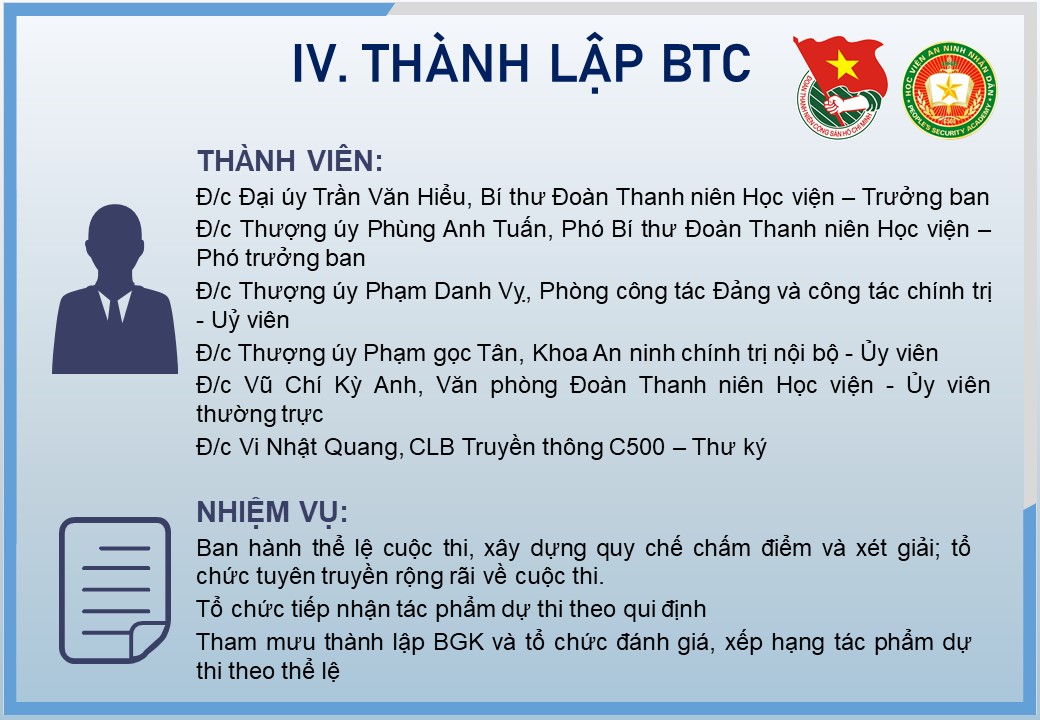 IV. THÀNH LẬP BTC
ĐOÀN THANH NIÊN CỘNG SẢN HỒ CHÍ MINH
HỌC VIỆN AN NINH NHÂN DÂN
PEOPLE'S SECURITY ACADEMY
THÀNH VIÊN:
Đ/c Đại úy Trần Văn Hiểu, Bí thư Đoàn Thanh niên Học viện – Trưởng ban
Đ/c Thượng úy Phùng Anh Tuấn, Phó Bí thư Đoàn Thanh niên Học viện –
Phó trưởng ban
Đ/c Thượng úy Phạm Danh Vỵ, Phòng công tác Đảng và công tác chính trị
- Uỷ viên
Đ/c Thượng úy Phạm gọc Tân, Khoa An ninh chính trị nội bộ - Ủy viên
Đ/c Vũ Chí Kỳ Anh, Văn phòng Đoàn Thanh niên Học viện - Ủy viên
thường trực
Đ/c Vi Nhật Quang, CLB Truyền thông C500 – Thư ký
NHIỆM VỤ:
Ban hành thể lệ cuộc thi, xây dựng quy chế chấm điểm và xét giải; tổ
chức tuyên truyền rộng rãi về cuộc thi.
Tổ chức tiếp nhận tác phẩm dự thi theo qui định
Tham mưu thành lập BGK và tổ chức đánh giá, xếp hạng tác phẩm dự
thi theo thể lệ